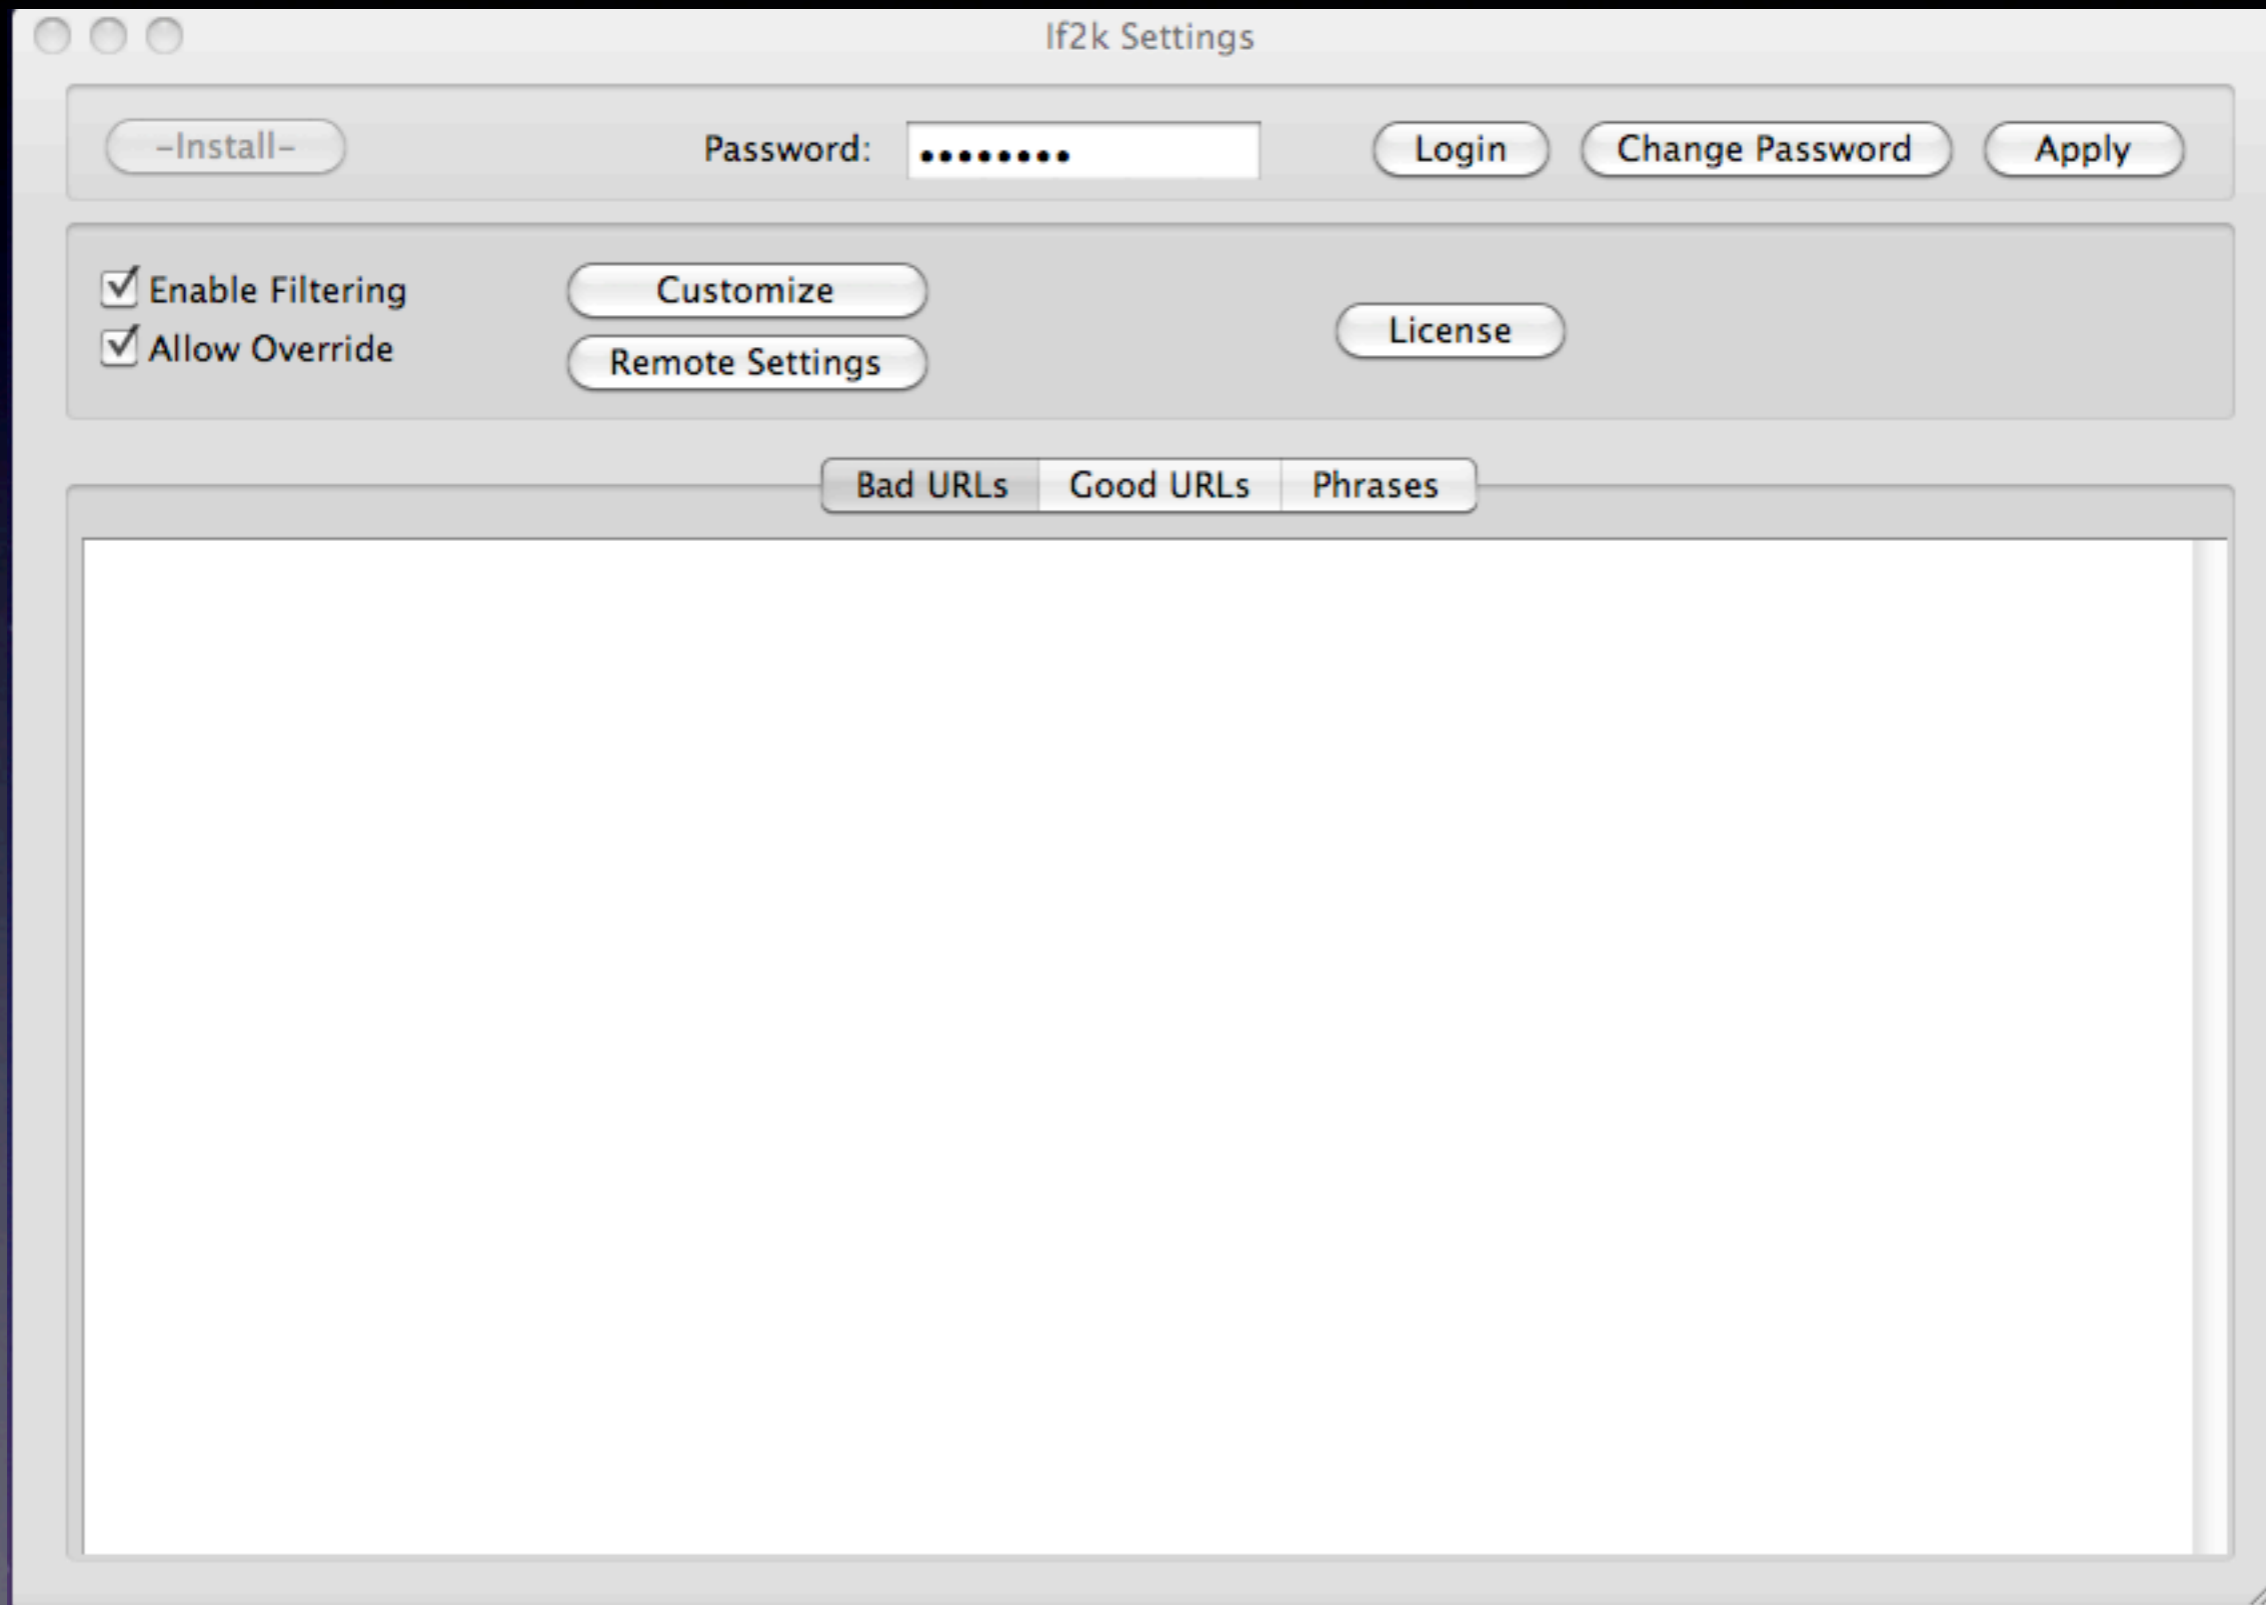 If2k Settings
-Install-
Password: ••••••••
Login
Change Password
Apply
Enable Filtering
Customize
Allow Override
Remote Settings
License
Bad URLs
Good URLs
Phrases